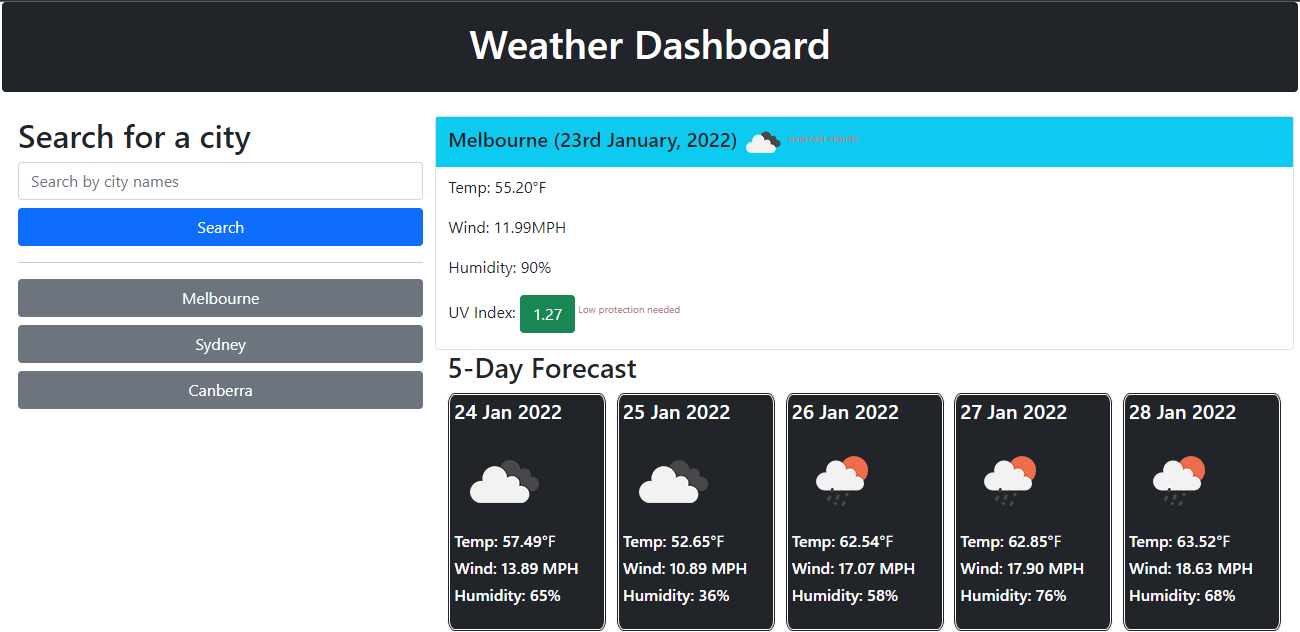 Weather Dashboard
Search for a city
Search by city names
Search
Melbourne
Sydney
Canberra
Melbourne (23rd January, 2022)
Temp: 55.20°F
Wind: 11.99MPH
Humidity: 90%
UV Index: 1.27 Low protection needed
5-Day Forecast
24 Jan 2022
Temp: 57.49°F
Wind: 13.89 MPH
Humidity: 65%
25 Jan 2022
Temp: 52.65°F
Wind: 10.89 MPH
Humidity: 36%
26 Jan 2022
Temp: 62.54°F
Wind: 17.07 MPH
Humidity: 58%
27 Jan 2022
Temp: 62.85°F
Wind: 17.90 MPH
Humidity: 76%
28 Jan 2022
Temp: 63.52°F
Wind: 18.63 MPH
Humidity: 68%